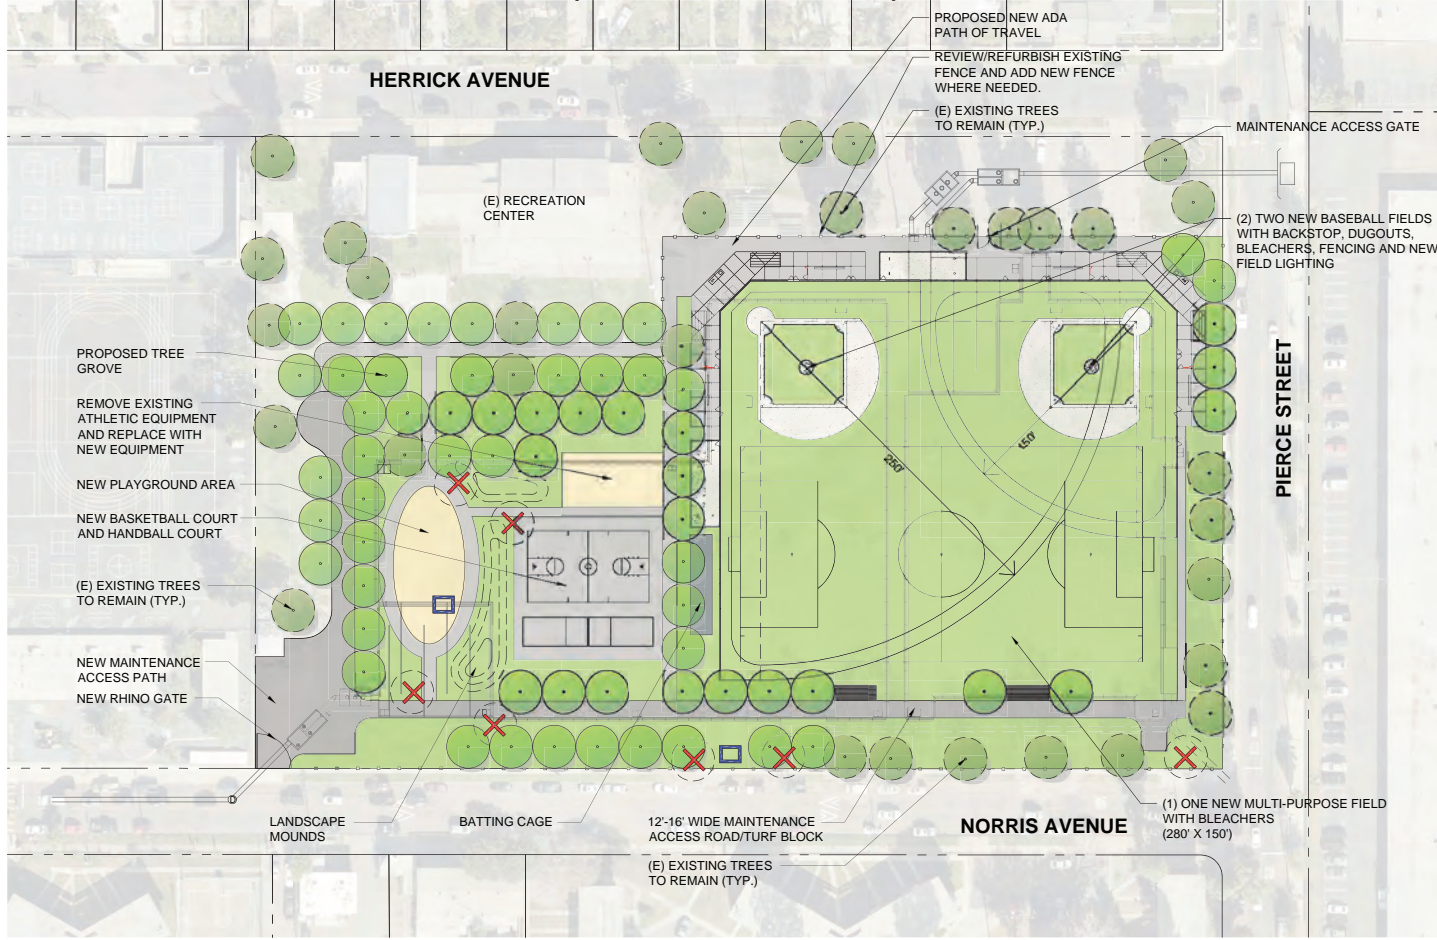 PROPOSED NEW ADA
PATH OF TRAVEL
REVIEW/REFURBISH EXISTING
FENCE AND ADD NEW FENCE
WHERE NEEDED.
(E) EXISTING TREES
TO REMAIN (TYP.)
HERRICK AVENUE
MAINTENANCE ACCESS GATE
(E) RECREATION
CENTER
(2) TWO NEW BASEBALL FIELDS
WITH BACKSTOP, DUGOUTS,
BLEACHERS, FENCING AND NEW
FIELD LIGHTING
PROPOSED TREE
GROVE
REMOVE EXISTING
ATHLETIC EQUIPMENT
AND REPLACE WITH
NEW EQUIPMENT
NEW PLAYGROUND AREA
NEW BASKETBALL COURT
AND HANDBALL COURT
(E) EXISTING TREES
TO REMAIN (TYP.)
NEW MAINTENANCE
ACCESS PATH
NEW RHINO GATE
250'
150'
PIERCE STREET
LANDSCAPE
MOUNDS
BATTING CAGE
12'-16' WIDE MAINTENANCE
ACCESS ROAD/TURF BLOCK
(E) EXISTING TREES
TO REMAIN (TYP.)
NORRIS AVENUE
(1) ONE NEW MULTI-PURPOSE FIELD
WITH BLEACHERS
(280' X 150')